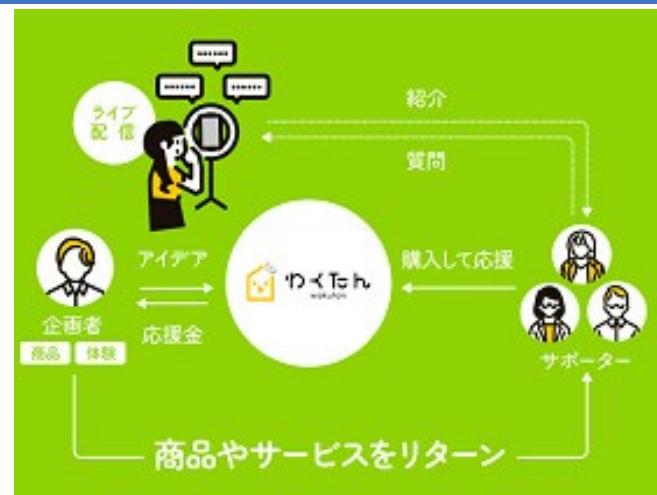 ライブ
配信
紹介
質問
アイデア
応援金
わくたん
wakutan
購入して応援
企画者
商品
体験
サポーター
商品やサービスをリターン